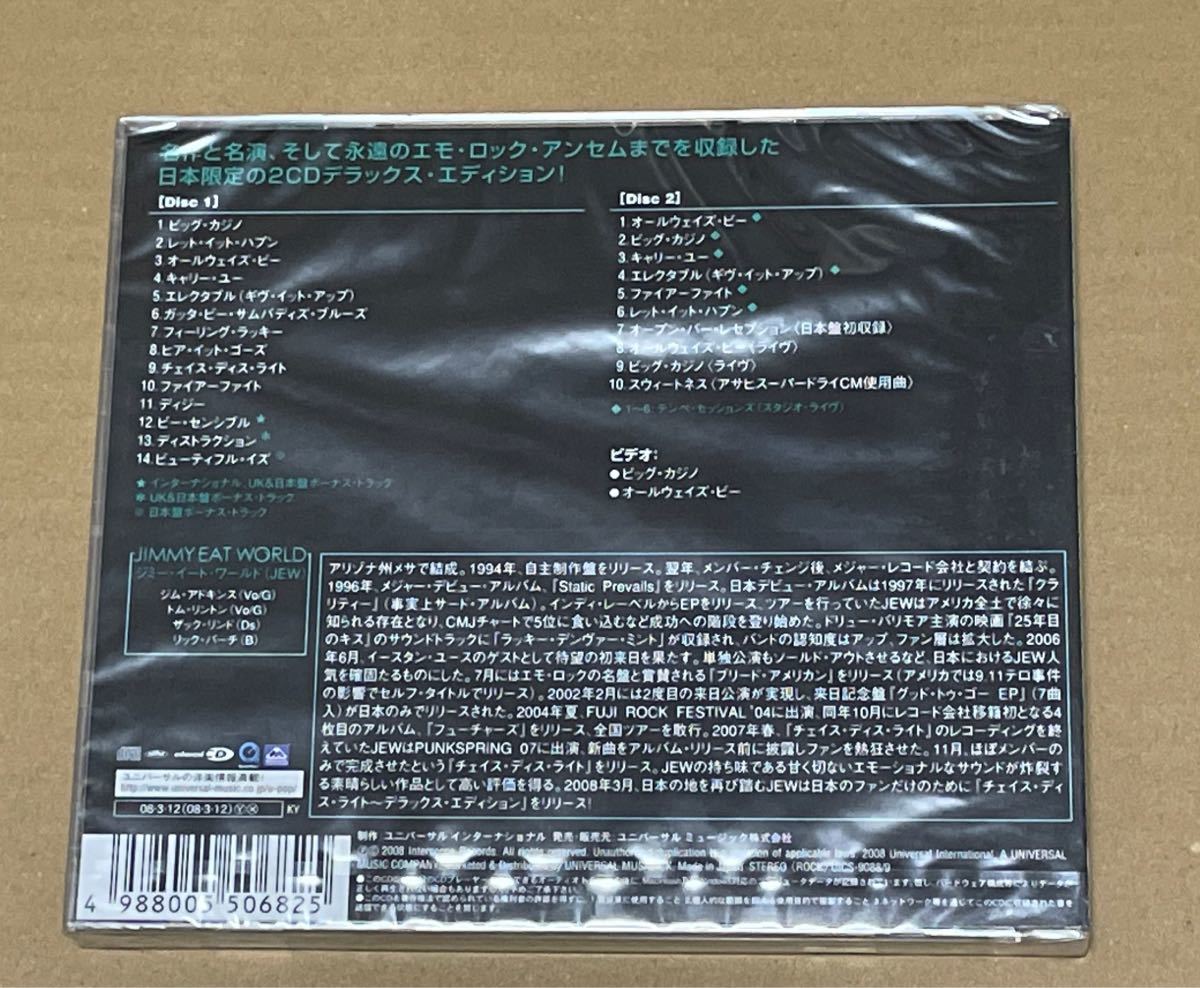 名作と名演、そして永遠のエモ・ロック・アンセムまでを収録した
日本限定の2CDデラックス・エディション!
[Disc 1]
1.ビッグ・カジノ
2.レット・イット・ハプン
3.オールウェイズ・ビー
4.キャリー・ユー
5.エレクタブル(ギヴ・イット・アップ)
6.ガッタ・ビー・サムバディズ・ブルーズ
7.フィーリング・ラッキー
8.ヒア・イット・ゴーズ
9.チェイス・ディス・ライト
10.ファイアーファイト
11.ディジー
12.ビー・センシブル★
13.ディストラクション✻
14.ビューティフル・イズ
★インターナショナル、UK&日本盤ボーナス・トラック
✻UK&日本盤ボーナス・トラック
日本盤ボーナス・トラック
[Disc 2]
1.オールウェイズ・ビー◆
2.ビッグ・カジノ◆
3.キャリー・ユー◆
4.エレクタブル(ギヴ・イット・アップ)◆
5.ファイアーファイト◆
6.レット・イット・ハプン◆
7.オープン・バー・レセプション〈日本盤初収録〉
8.オールウェイズ・ビー〈ライヴ〉
9.ビッグ・カジノ〈ライヴ〉
10.スウィートネス(アサヒスーパードライCM使用曲)
◆1〜6:テンペ・セッションズ(スタジオ・ライヴ)
ビデオ:
●ビッグ・カジノ
●オールウェイズ・ビー
JIMMY EAT WORLD
ジミー・イート・ワールド(JEW)
ジム・アドキンス(Vo/G)
トム・リントン(Vo/G)
ザック・リンド(Ds)
リック・バーチ(B)
アリゾナ州メサで結成。1994年、自主制作盤をリリース。翌年、メンバー・チェンジ後、メジャー・レコード会社と契約を結ぶ。
1996年、メジャー・デビュー・アルバム、『Static Prevails』をリリース。日本デビュー・アルバムは1997年にリリースされた『クラ
リティー』(事実上サード・アルバム)。インディ・レーベルからEPをリリース、ツアーを行っていたJEWはアメリカ全土で徐々に
知られる存在となり、CMJチャートで5位に食い込むなど成功への階段を登り始めた。ドリュー・バリモア主演の映画『25年目
のキス』のサウンドトラックに「ラッキー・デンヴァー・ミント」が収録され、バンドの認知度はアップ、ファン層は拡大した。2006
年6月、イースタン・ユースのゲストとして待望の初来日を果たす。単独公演もソールド・アウトさせるなど、日本におけるJEW人
気を確固たるものにした。7月にはエモ・ロックの名盤と賞賛される『ブリード・アメリカン』をリリース(アメリカでは9.11テロ事件
の影響でセルフ・タイトルでリリース)。2002年2月には2度目の来日公演が実現し、来日記念盤『グッド・トゥ・ゴー EP』(7曲
入)が日本のみでリリースされた。2004年夏、FUJI ROCK FESTIVAL '04に出演、同年10月にレコード会社移籍初となる4
枚目のアルバム、『フューチャーズ』をリリース、全国ツアーを敢行。2007年春、『チェイス・ディス・ライト』のレコーディングを終
えていたJEWはPUNKSPRING 07に出演、新曲をアルバム・リリース前に披露しファンを熱狂させた。11月、ほぼメンバーの
みで完成させたという『チェイス・ディス・ライト』をリリース。JEWの持ち味である甘く切ないエモーショナルなサウンドが炸裂す
る素晴らしい作品として高い評価を得る。2008年3月、日本の地を再び踏むJEWは日本のファンだけのために『チェイス・ディ
ス・ライト〜デラックス・エディション』をリリース!
ユニバーサルの洋楽情報満載!
http://www.universal-music.co.jp/u-pop/
08·3·12(08·3·12)Ⓨ KY
4 988005 506825
制作 ユニバーサル インターナショナル 発売・販売元 ユニバーサル ミュージック株式会社
Ⓟ© 2008 Interscope Records. All rights reserved. Unauthorized duplication is a violation of applicable laws. 2008 Universal International, A UNIVERSAL
MUSIC COMPANY. Marketed & Distributed by UNIVERSAL MUSIC K.K. Made in Japan STEREO (ROCK) UICS-9088/9